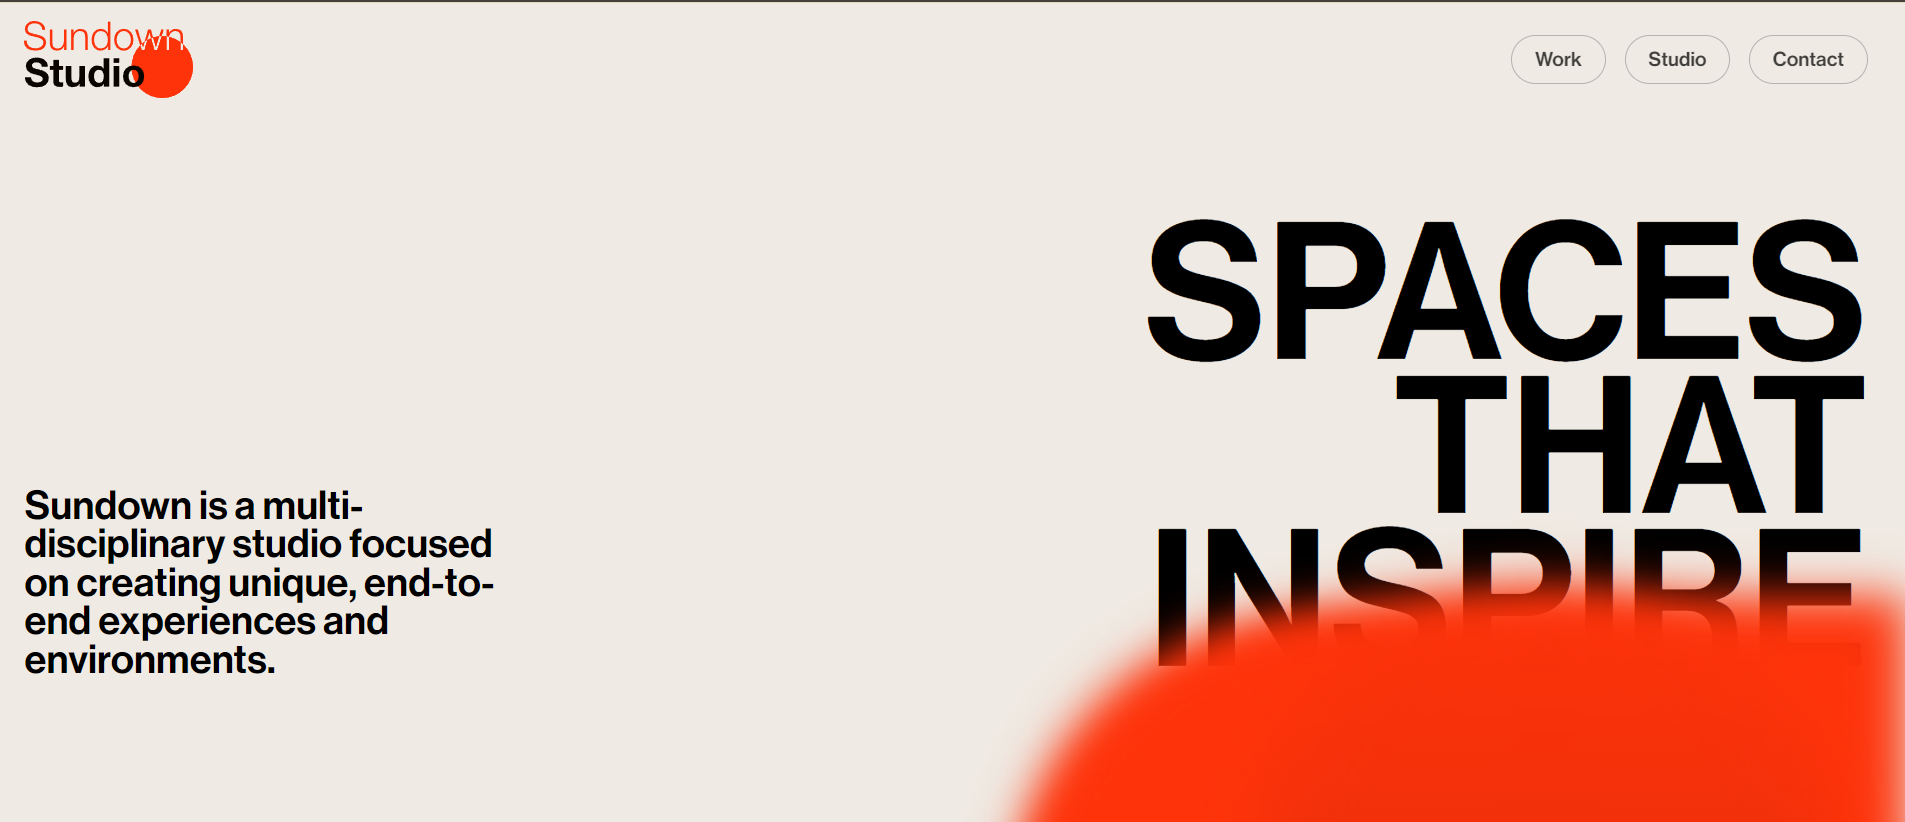 Sundown
Studio
Work
Studio
Contact
SPACES
THAT
INSPIRE
Sundown is a multi-
disciplinary studio focused
on creating unique, end-to-
end experiences and
environments.